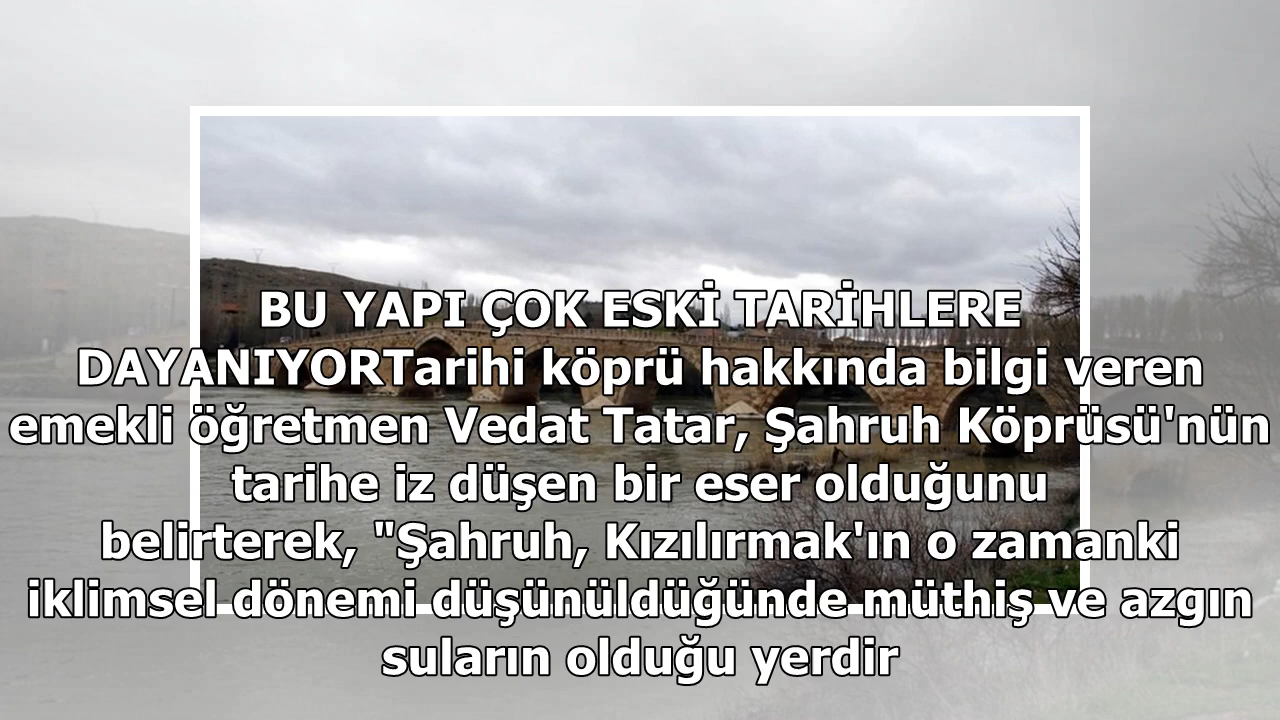 BU YAPI ÇOK ESKİ TARİHLERE
DAYANIYORTarihi köprü hakkında bilgi veren
emekli öğretmen Vedat Tatar, Şahruh Köprüsü'nün
tarihe iz düşen bir eser olduğunu
belirterek, "Şahruh, Kızılırmak'ın o zamanki
iklimsel dönemi düşünüldüğünde müthiş ve azgın
suların olduğu yerdir